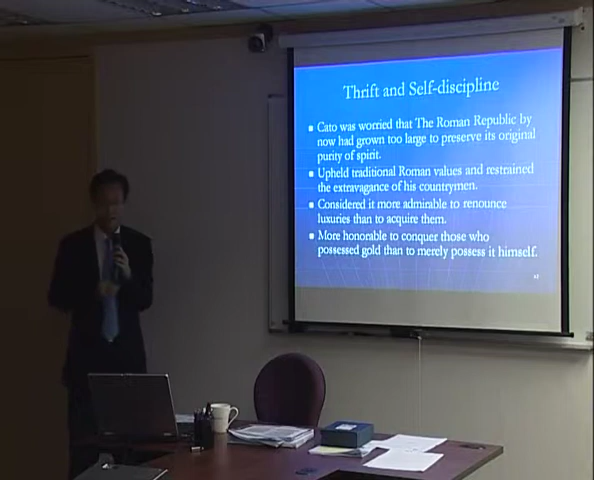 Thrift and Self-discipline
Cato was worried that The Roman Republic by
now had grown too large to preserve its original
purity of spirit.
Upheld traditional Roman values and restrained
the extravagance of his countrymen.
Considered it more admirable to renounce
luxuries than to acquire them.
More honorable to conquer those who
possessed gold than to merely possess it himself.